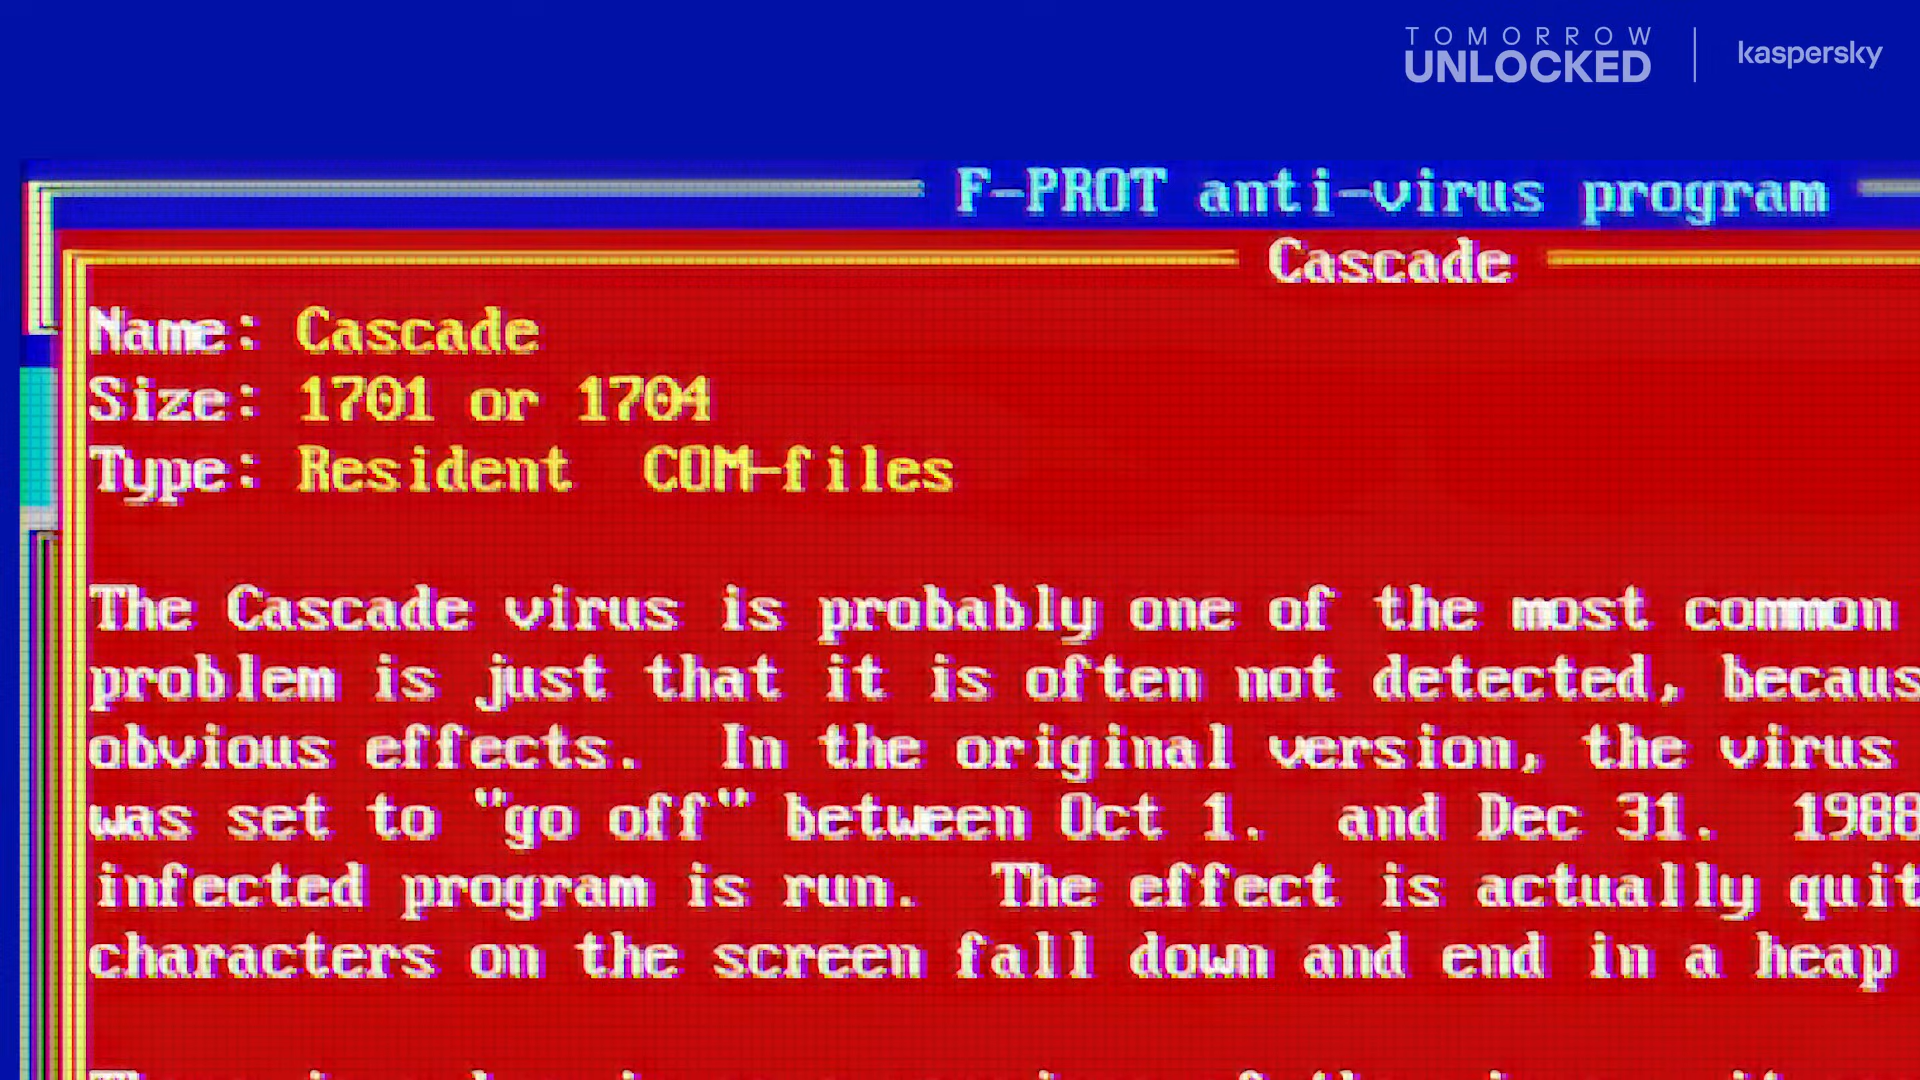 TOMORROW
UNLOCKED
kaspersky
F-PROT anti-virus program
Cascade
Name: Cascade
Size: 1701 or 1704
Type: Resident COM-files
The Cascade virus is probably one of the most common
problem is just that it is often not detected, becaus
obvious effects. In the original version, the virus
was set to "go off" between Oct 1. and Dec 31. 1988
infected program is run. The effect is actually quit
characters on the screen fall down and end in a heap